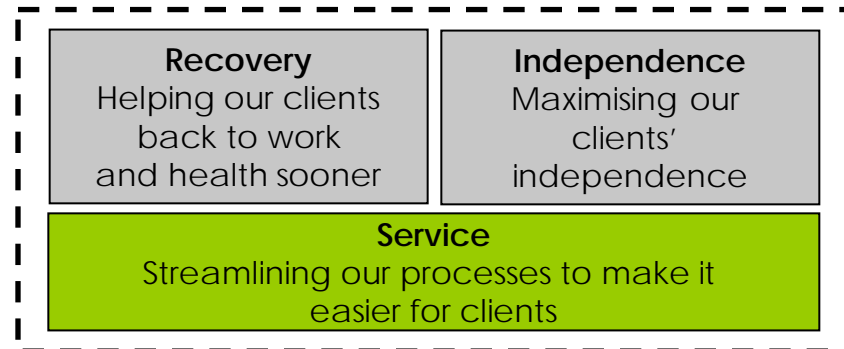 Recovery
Helping our clients
back to work
and health sooner
Independence
Maximising our
clients'
independence
Service
Streamlining our processes to make it
easier for clients